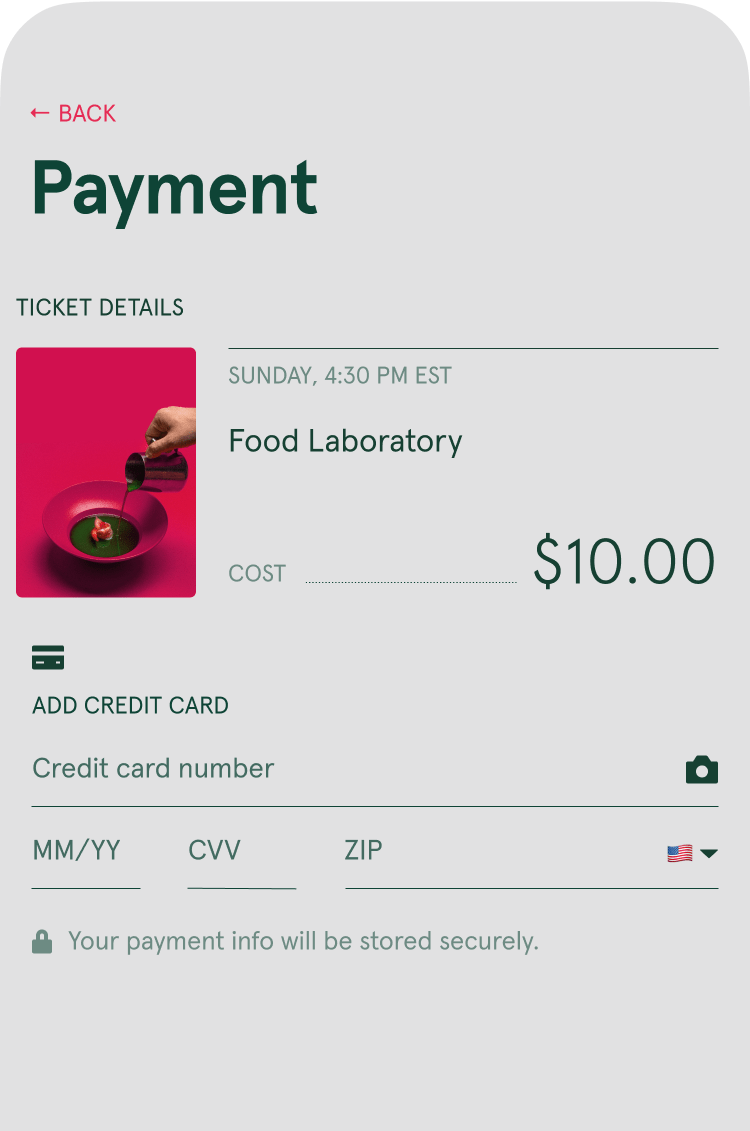 ← BACK
Payment
TICKET DETAILS
SUNDAY, 4:30 PM EST
Food Laboratory
COST $10.00
ADD CREDIT CARD
Credit card number
MM/YY CVV ZIP
Your payment info will be stored securely.